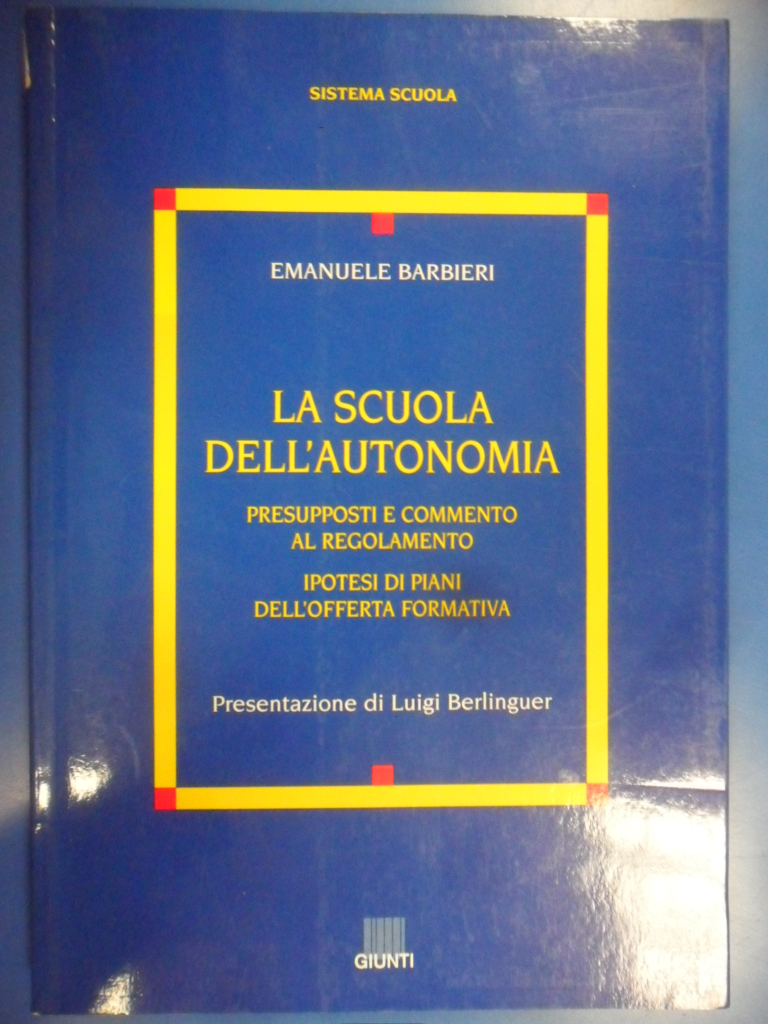 SISTEMA SCUOLA
EMANUELE BARBIERI
LA SCUOLA
DELL'AUTONOMIA
PRESUPPOSTI E COMMENTO
AL REGOLAMENTO
IPOTESI DI PIANI
DELL'OFFERTA FORMATIVA
Presentazione di Luigi Berlinguer
GIUNTI